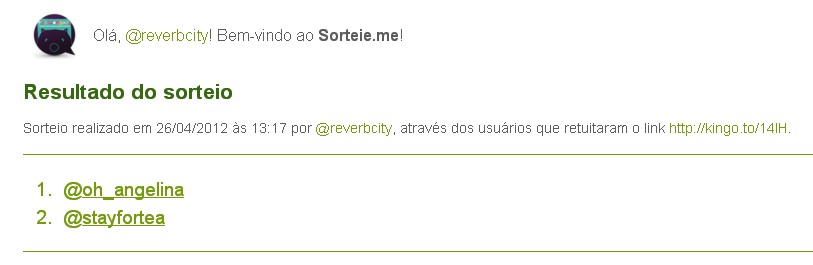 Olá, @reverbcity! Bem-vindo ao Sorteie.me!
Resultado do sorteio
Sorteio realizado em 26/04/2012 às 13:17 por @reverbcity, através dos usuários que retuitaram o link http://kingo.to/14lH.
1. @oh_angelina
2. @stayfortea